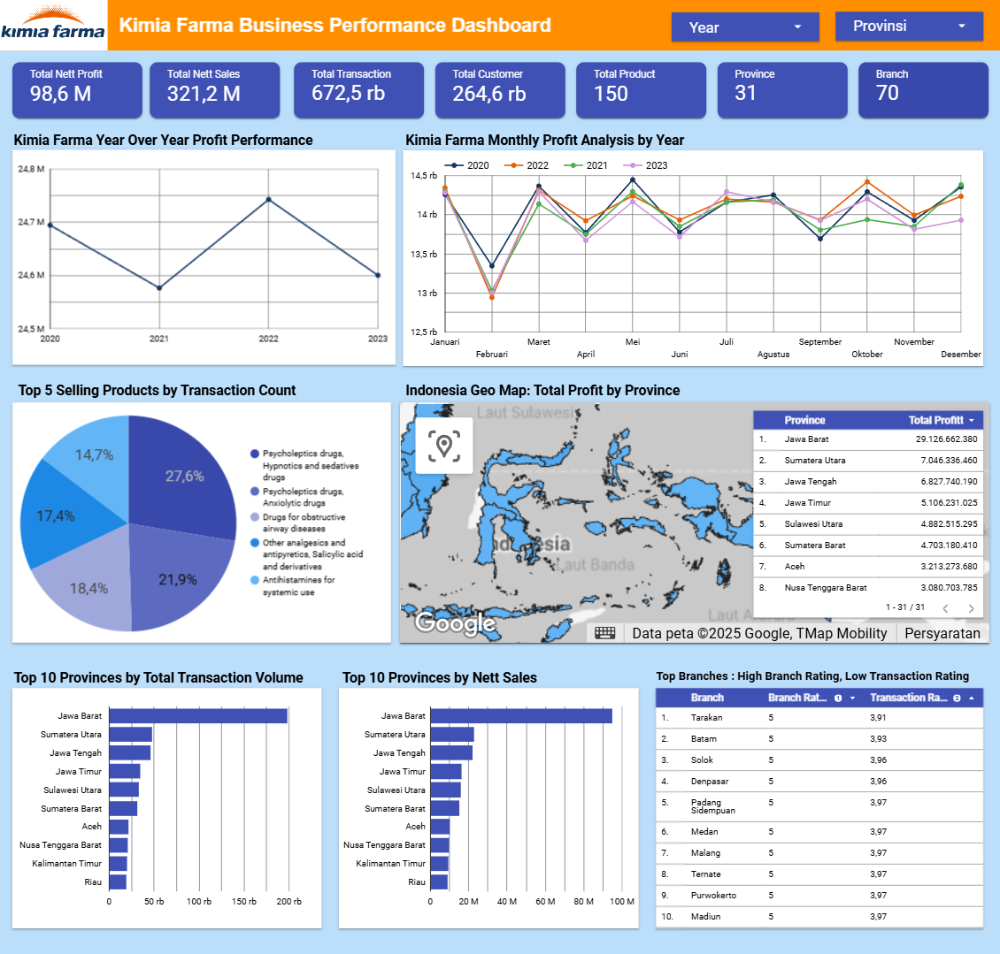 kimia farma
Kimia Farma Business Performance Dashboard
Year
Provinsi
Total Nett Profit
98,6 M
Total Nett Sales
321,2 M
Total Transaction
672,5 rb
Total Customer
264,6 rb
Total Product
150
Province
31
Branch
70
Kimia Farma Year Over Year Profit Performance
24,8 M
24,7 M
24,6 M
24,5 M
2020
2021
2022
2023
Kimia Farma Monthly Profit Analysis by Year
2020
2022
2021
2023
14,5 rb
14 rb
13,5 rb
13 rb
12,5 rb
Januari
Februari
Maret
April
Mei
Juni
Juli
Agustus
September
Oktober
November
Desember
Top 5 Selling Products by Transaction Count
27,6%
21,9%
18,4%
17,4%
14,7%
Psycholeptics drugs,
Hypnotics and sedatives
drugs
Psycholeptics drugs,
Anxiolytic drugs
Drugs for obstructive
airway diseases
Other analgesics and
antipyretics, Salicylic acid
and derivatives
Antihistamines for
systemic use
Indonesia Geo Map: Total Profit by Province
Laut Sulawesi
Indonesia
Laut Banda
Google
Data peta ©2025 Google, TMap Mobility
Persyaratan
Province Total Profitt
1. Jawa Barat 29.126.662.380
2. Sumatera Utara 7.046.336.460
3. Jawa Tengah 6.827.740.190
4. Jawa Timur 5.106.231.025
5. Sulawesi Utara 4.882.515.295
6. Sumatera Barat 4.703.180.410
7. Aceh 3.213.273.680
8. Nusa Tenggara Barat 3.080.703.785
1 - 31 / 31
Top 10 Provinces by Total Transaction Volume
Jawa Barat
Sumatera Utara
Jawa Tengah
Jawa Timur
Sulawesi Utara
Sumatera Barat
Aceh
Nusa Tenggara Barat
Kalimantan Timur
Riau
0
50 rb
100 rb
150 rb
200 rb
Top 10 Provinces by Nett Sales
Jawa Barat
Sumatera Utara
Jawa Tengah
Jawa Timur
Sulawesi Utara
Sumatera Barat
Aceh
Nusa Tenggara Barat
Kalimantan Timur
Riau
0
20 M
40 M
60 M
80 M
100 M
Top Branches : High Branch Rating, Low Transaction Rating
Branch Branch Rat... 1 Transaction Ra... 2
1. Tarakan 5 3,91
2. Batam 5 3,93
3. Solok 5 3,96
4. Denpasar 5 3,96
5. Padang Sidempuan 5 3,97
6. Medan 5 3,97
7. Malang 5 3,97
8. Ternate 5 3,97
9. Purwokerto 5 3,97
10. Madiun 5 3,97